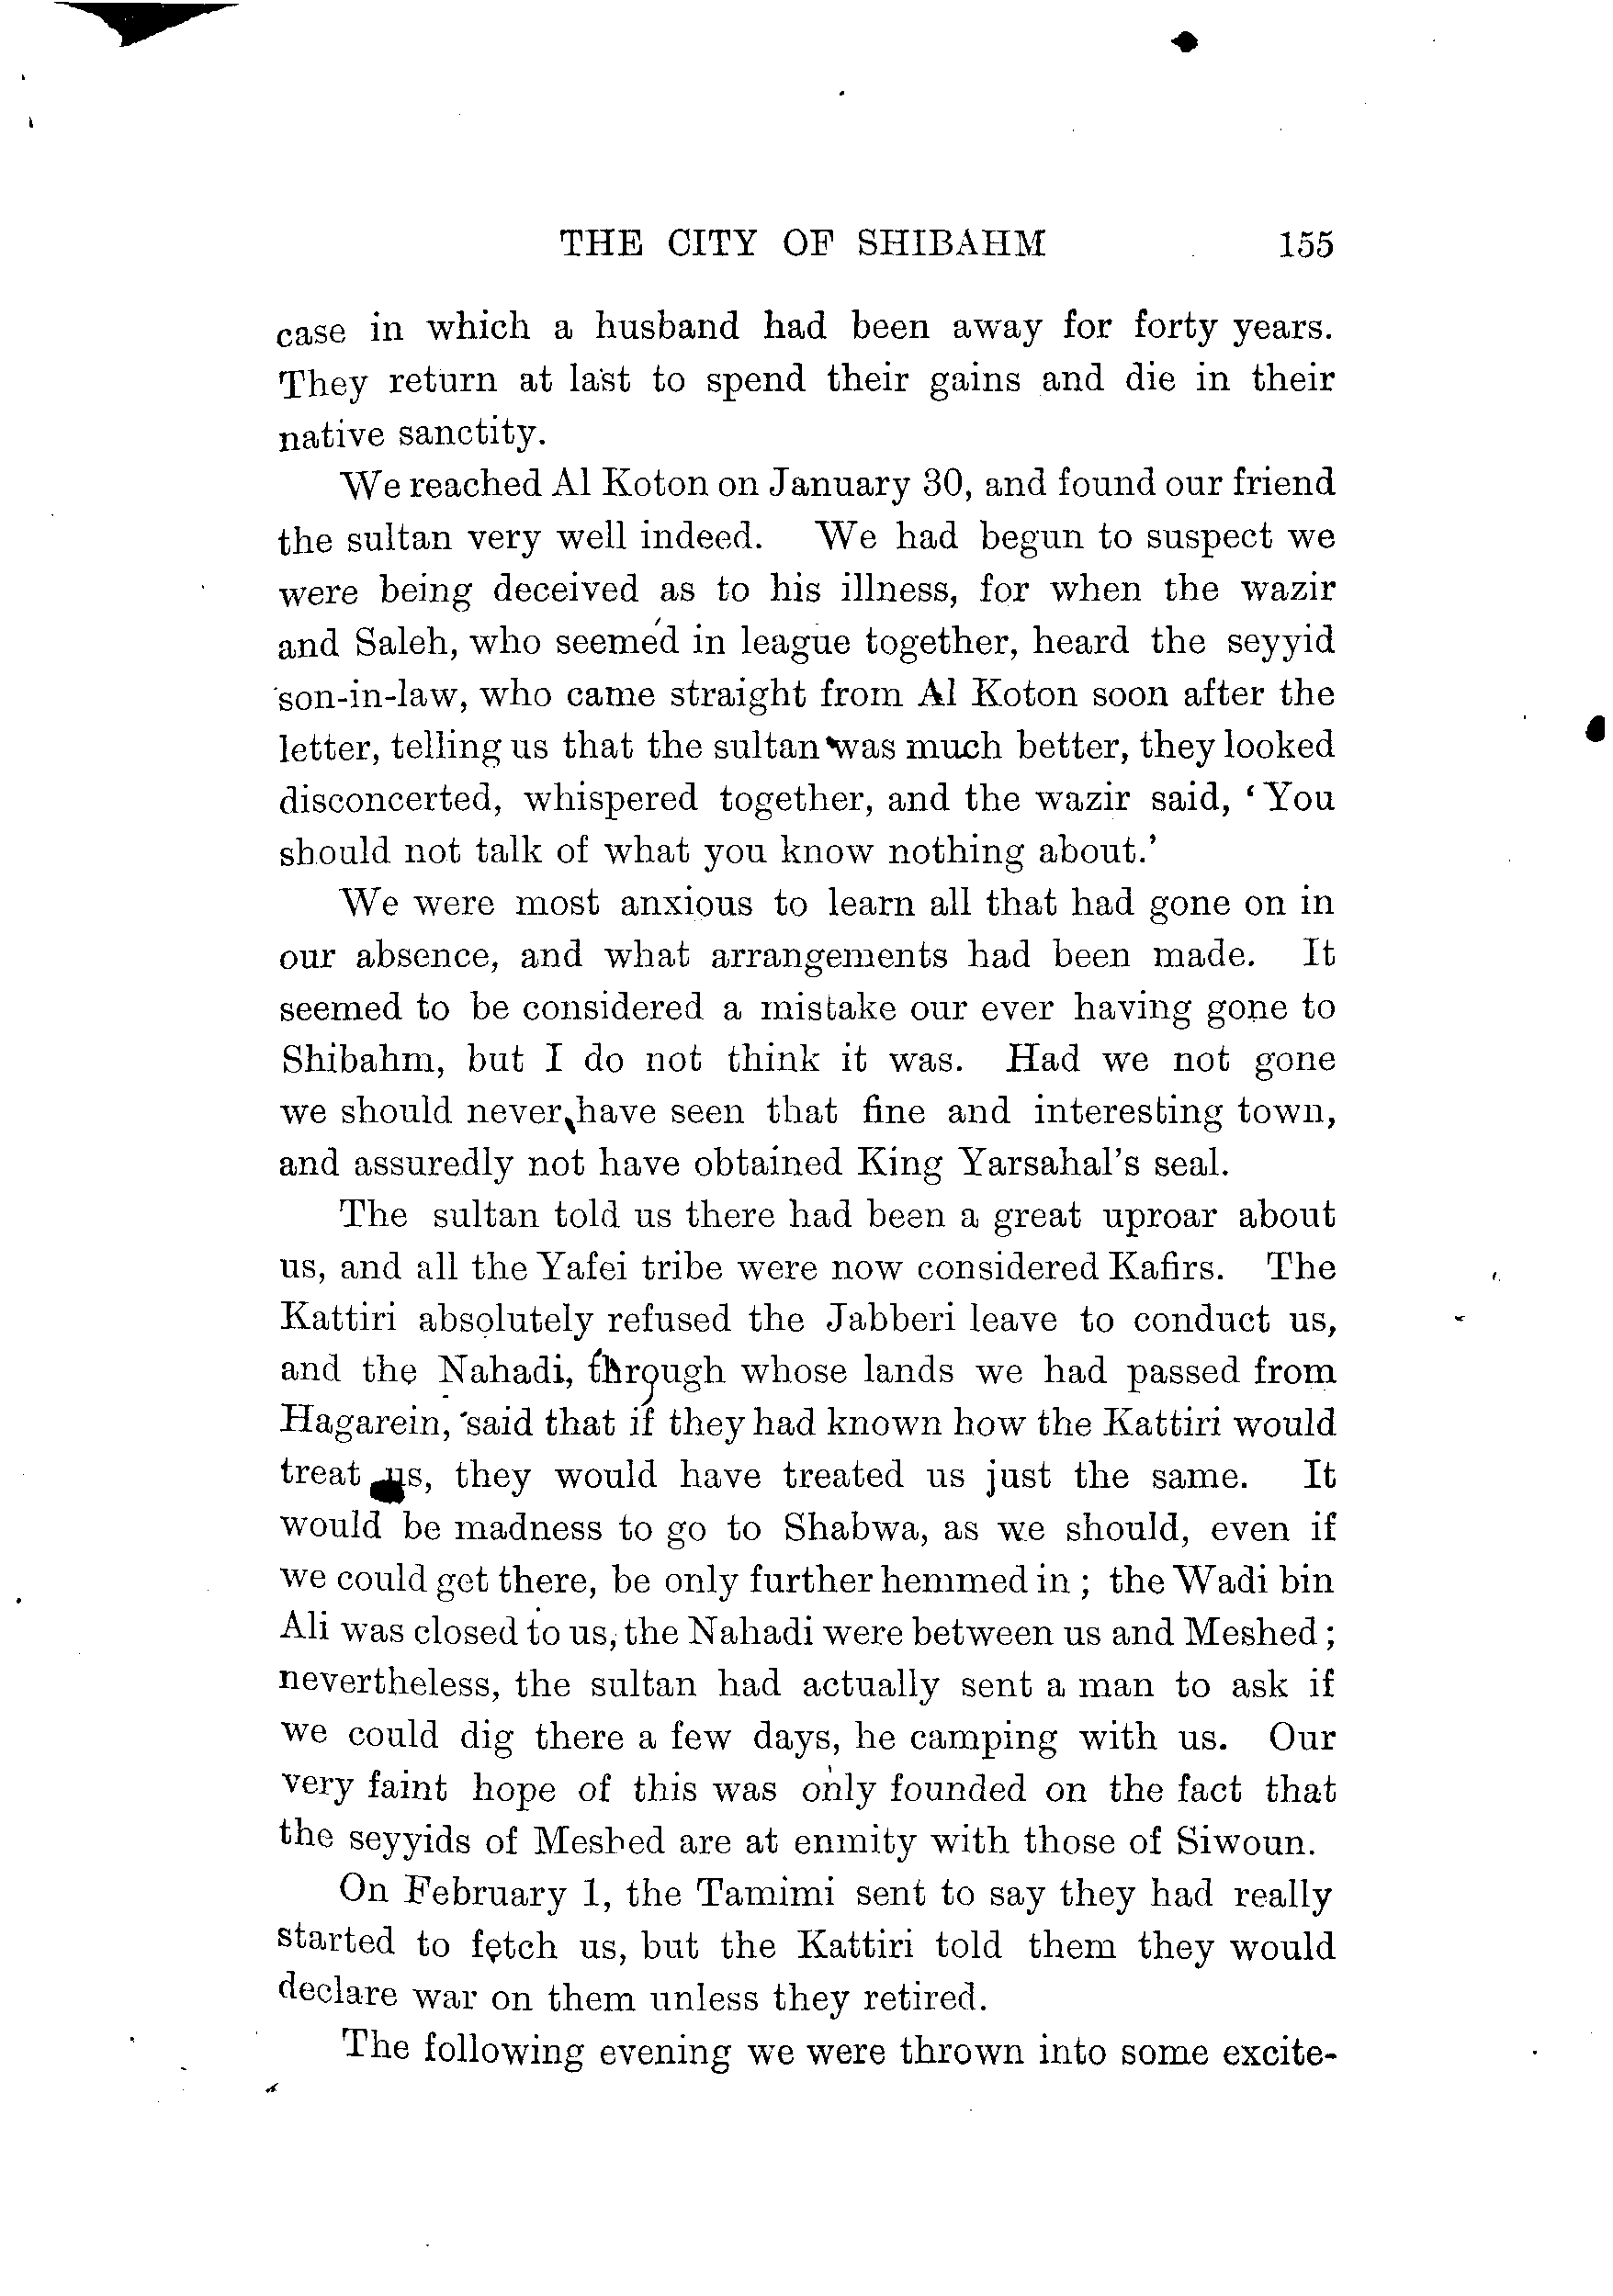 THE CITY OF SHIBAHM 155
case in which a husband had been away for forty years.
They return at last to spend their gains and die in their
native sanctity.
We reached Al Koton on January 30, and found our friend
the sultan very well indeed. We had begun to suspect we
were being deceived as to his illness, for when the wazir
and Saleh, who seemed in league together, heard the seyyid
son-in-law, who came straight from Al Koton soon after the
letter, telling us that the sultan was much better, they looked
disconcerted, whispered together, and the wazir said, ‘You
should not talk of what you know nothing about.’
We were most anxious to learn all that had gone on in
our absence, and what arrangements had been made. It
seemed to be considered a mistake our ever having gone to
Shibahm, but I do not think it was. Had we not gone
we should never have seen that fine and interesting town,
and assuredly not have obtained King Yarsahal's seal.
The sultan told us there had been a great uproar about
us, and all the Yafei tribe were now considered Kafirs. The
Kattiri absolutely refused the Jabberi leave to conduct us,
and the Nahadi, through whose lands we had passed from
Hagarein, said that if they had known how the Kattiri would
treat us, they would have treated us just the same. It
would be madness to go to Shabwa, as we should, even if
we could get there, be only further hemmed in ; the Wadi bin
Ali was closed to us, the Nahadi were between us and Meshed ;
nevertheless, the sultan had actually sent a man to ask if
we could dig there a few days, he camping with us. Our
very faint hope of this was only founded on the fact that
the seyyids of Meshed are at enmity with those of Siwoun.
On February 1, the Tamimi sent to say they had really
started to fetch us, but the Kattiri told them they would
declare war on them unless they retired.
The following evening we were thrown into some excite-